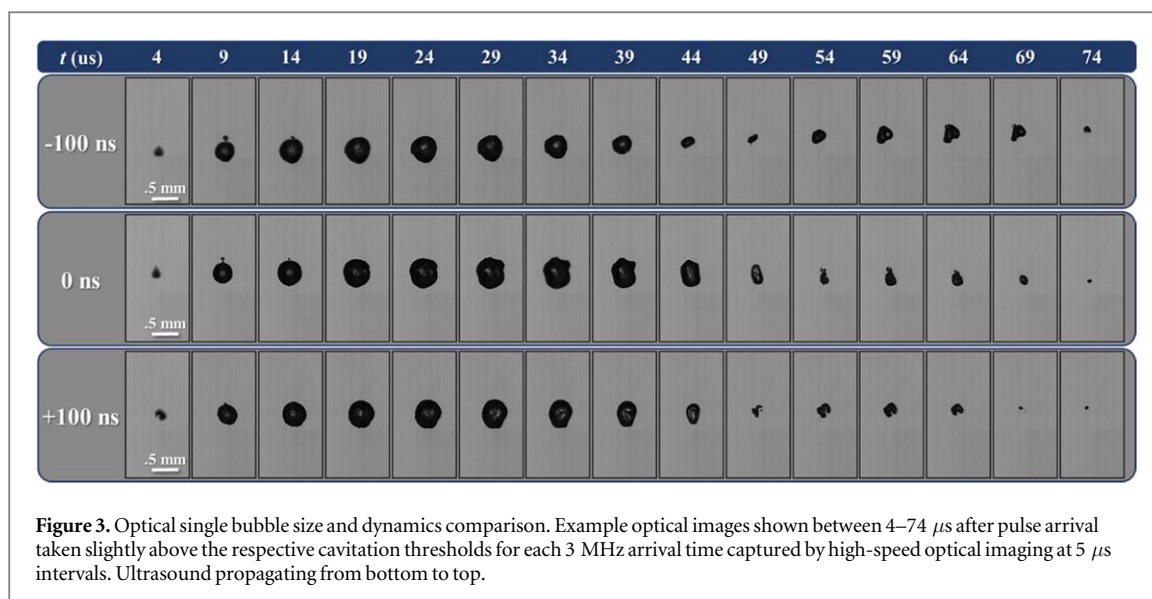 t (us) 4 9 14 19 24 29 34 39 44 49 54 59 64 69 74
-100 ns
.5 mm
0 ns
.5 mm
+100 ns
.5 mm
Figure 3. Optical single bubble size and dynamics comparison. Example optical images shown between 4–74 μs after pulse arrival
taken slightly above the respective cavitation thresholds for each 3 MHz arrival time captured by high-speed optical imaging at 5 μs
intervals. Ultrasound propagating from bottom to top.